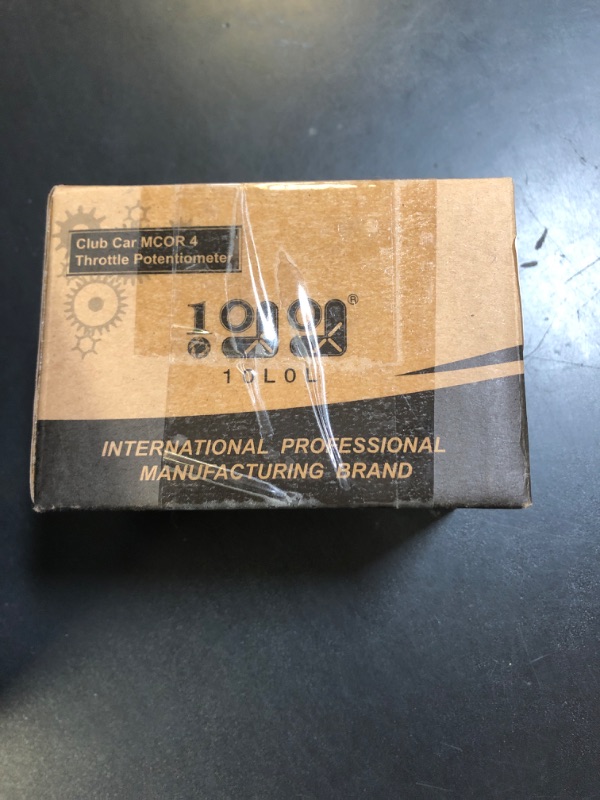 Club Car MCOR 4
Throttle Potentiometer
®
10L0L
INTERNATIONAL PROFESSIONAL
MANUFACTURING BRAND